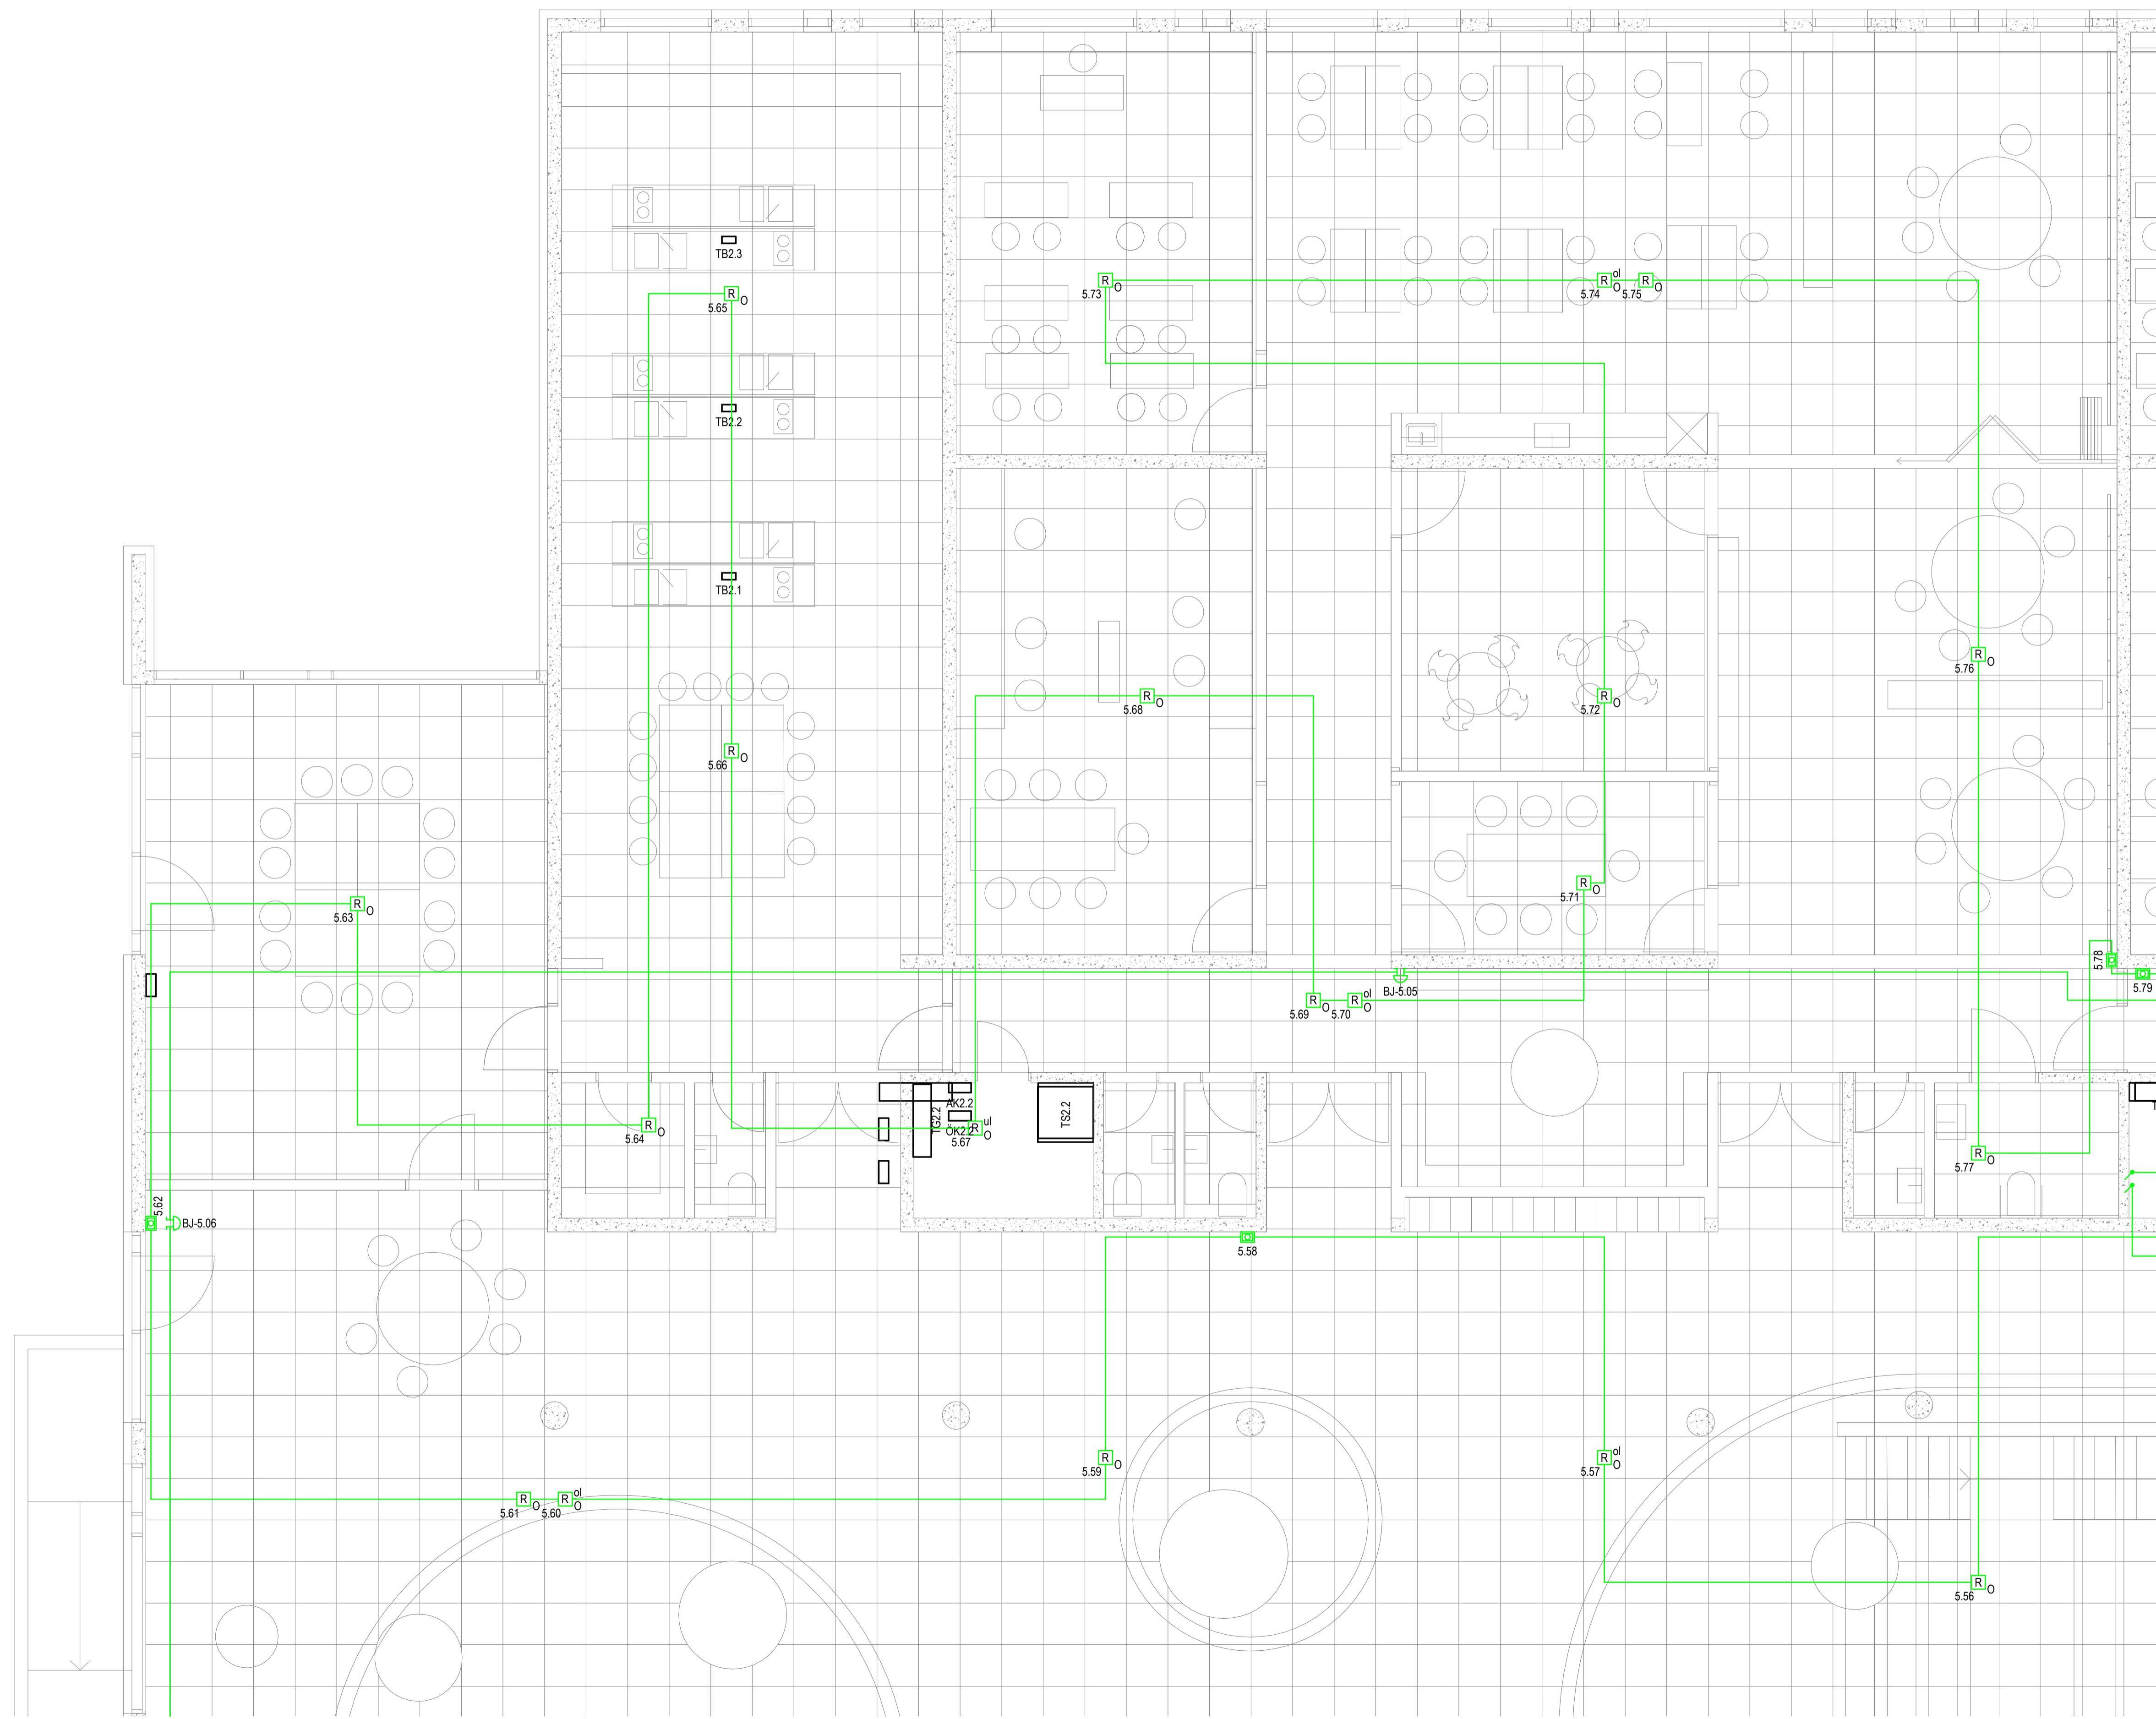 TB2.3
R O
5.65
R O
5.73
R ol O
5.74
R O
5.75
TB2.2
TB2.1
R O
5.76
R O
5.68
R O
5.72
R O
5.66
R O
5.71
R O
5.63
5.78
5.79
BJ-5.05
R O
5.69
R ol O
5.70
AK2.2
TG2.2
ÖK2.2
R ul O
5.67
TS2.2
R O
5.64
R O
5.77
5.62
BJ-5.06
5.58
R O
5.59
R ol O
5.57
R O
5.61
R ol O
5.60
R O
5.56